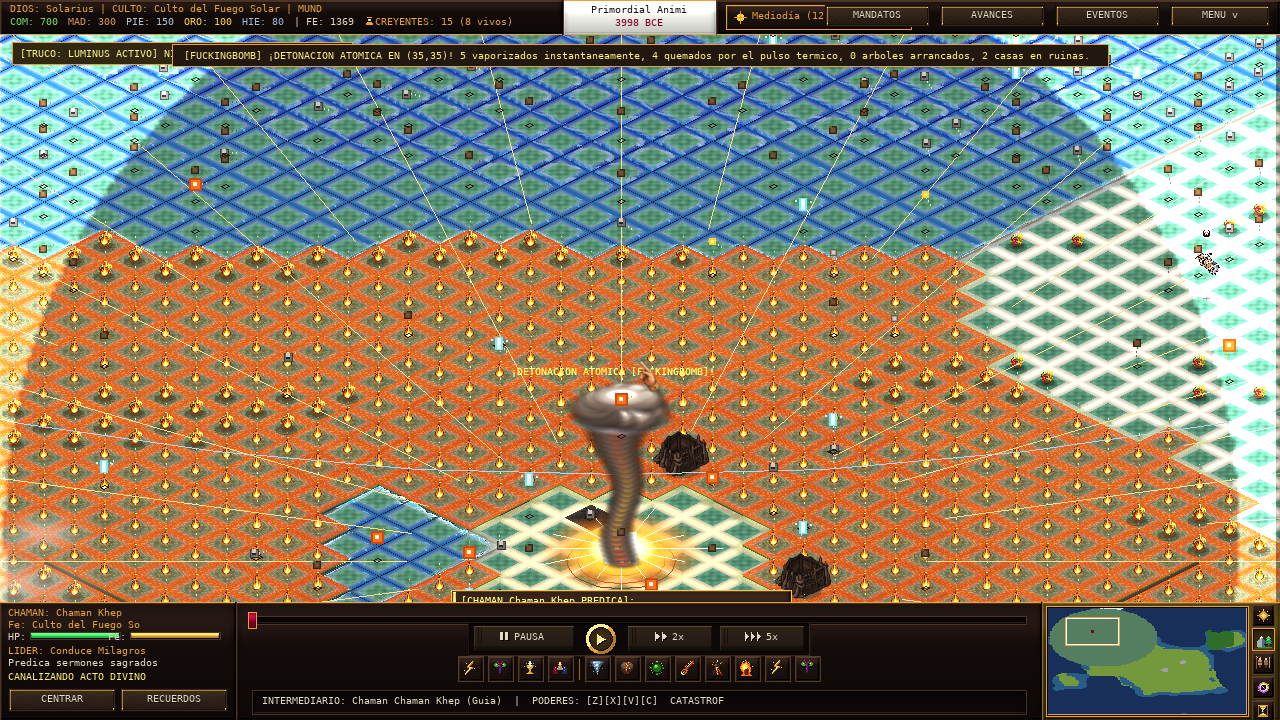 DIOS: Solarius | CULTO: Culto del Fuego Solar | MUND
COM: 700 MAD: 300 PIE: 150 ORO: 100 HIE: 80 | FE: 1369 CREYENTES: 15 (8 vivos)
Primordial Animi
3998 BCE
Mediodia (12
MANDATOS
AVANCES
EVENTOS
MENU v
[TRUCO: LUMINUS ACTIVO]
[FUCKINGBOMB] ¡DETONACION ATOMICA EN (35,35)! 5 vaporizados instantaneamente, 4 quemados por el pulso termico, 0 arboles arrancados, 2 casas en ruinas.
¡DETONACION ATOMICA [FUCKINGBOMB]!
[CHAMAN Chaman Khep PREDICA]:
CHAMAN: Chaman Khep
Fe: Culto del Fuego So
HP: Fe:
LIDER: Conduce Milagros
Predica sermones sagrados
CANALIZANDO ACTO DIVINO
CENTRAR
RECUERDOS
PAUSA
2x
5x
INTERMEDIARIO: Chaman Chaman Khep (Guia) | PODERES: [Z][X][V][C] CATASTROF